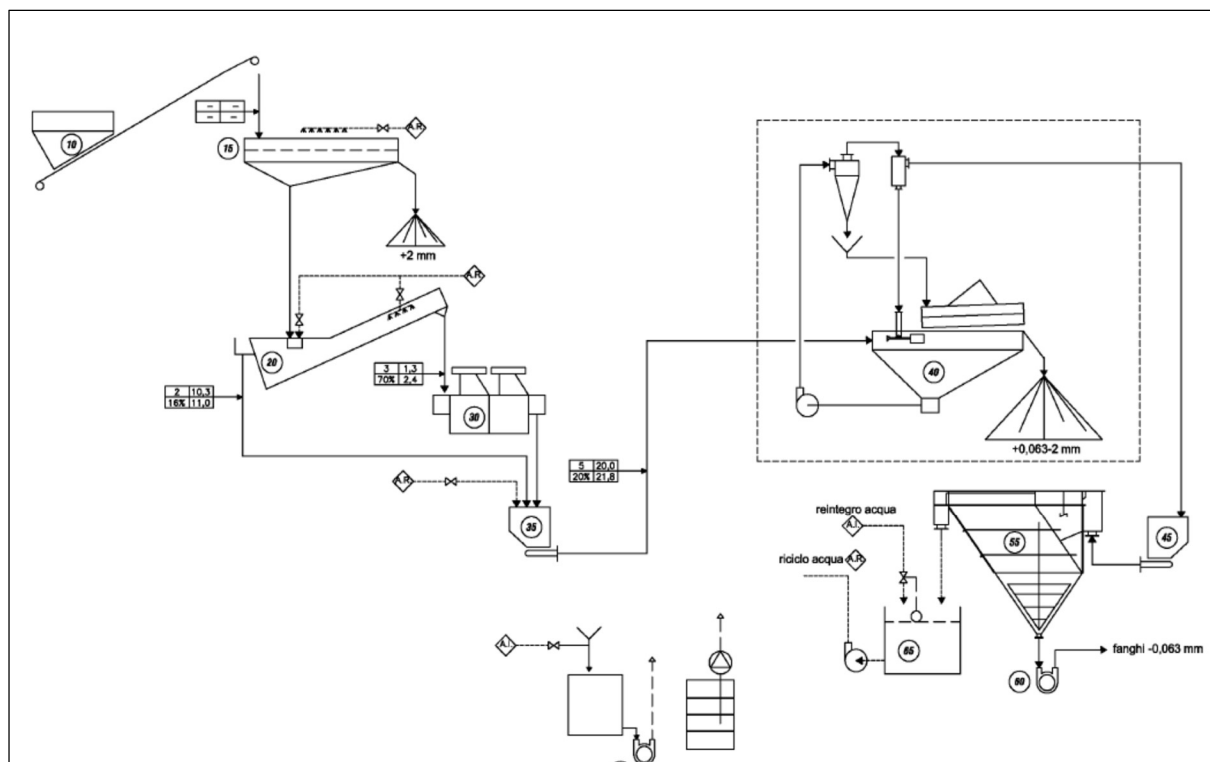 10
— —
— —
15
A.R.
+2 mm
A.R.
20
3 1,3
70% 2,4
2 10,3
16% 11,0
30
A.R.
5 20,0
20% 21,8
35
40
+0,063-2 mm
reintegro acqua
A.I.
riciclo acqua A.R.
55
45
65
fanghi -0,063 mm
60
A.I.